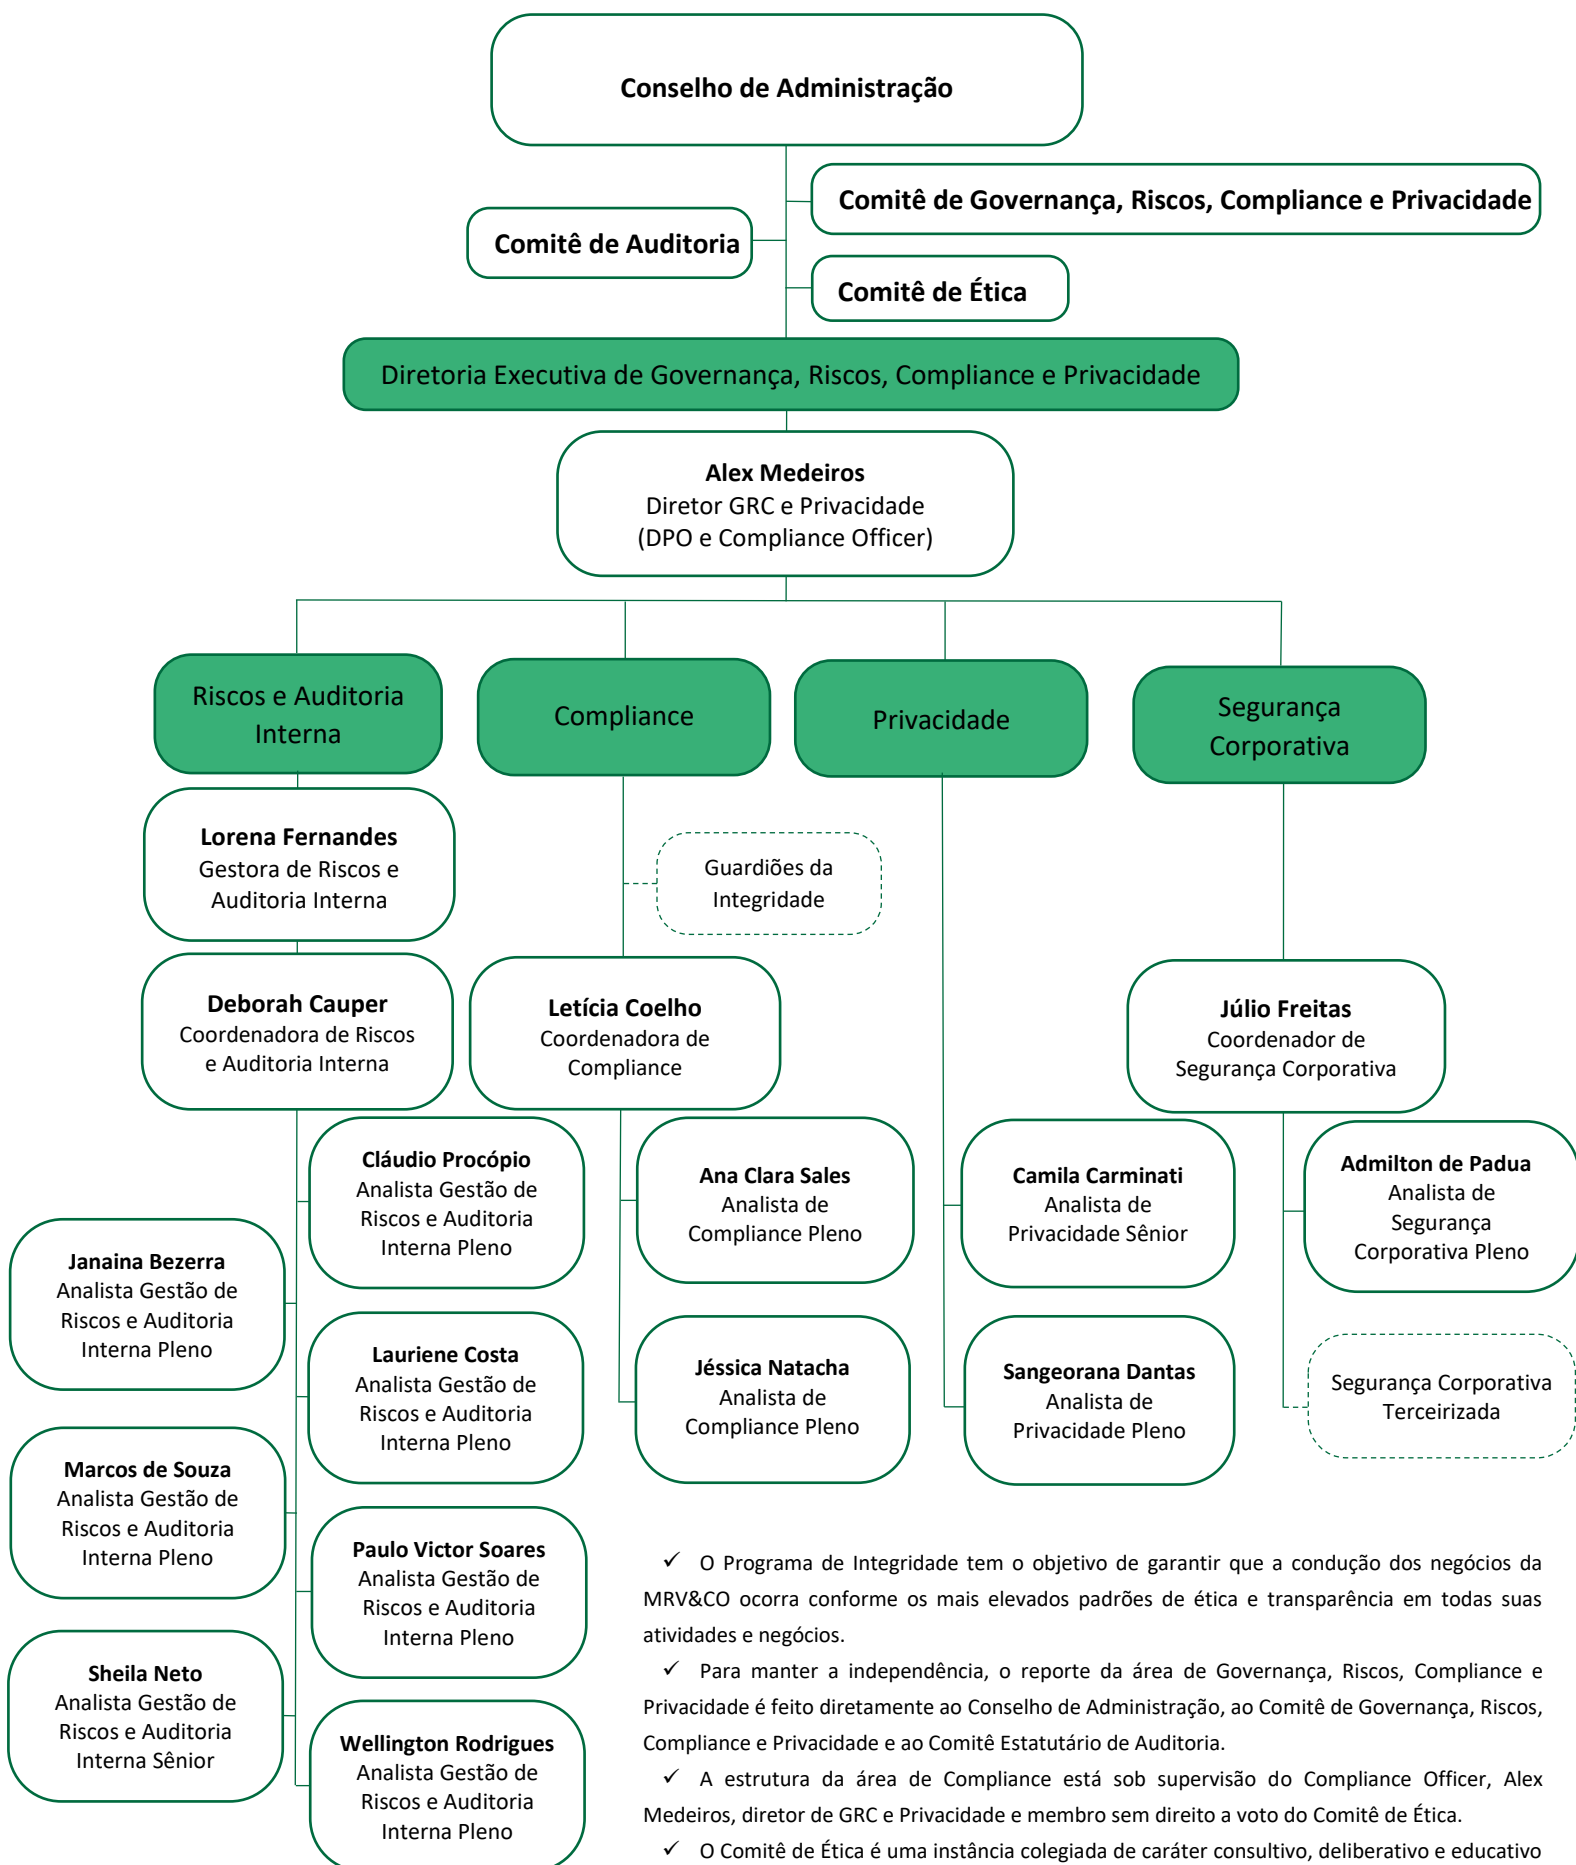 Conselho de Administração
Comitê de Governança, Riscos, Compliance e Privacidade
Comitê de Auditoria
Comitê de Ética
Diretoria Executiva de Governança, Riscos, Compliance e Privacidade
Alex Medeiros
Diretor GRC e Privacidade
(DPO e Compliance Officer)
Riscos e Auditoria
Interna
Compliance
Privacidade
Segurança
Corporativa
Lorena Fernandes
Gestora de Riscos e
Auditoria Interna
Guardiões da
Integridade
Deborah Cauper
Coordenadora de Riscos
e Auditoria Interna
Letícia Coelho
Coordenadora de
Compliance
Júlio Freitas
Coordenador de
Segurança Corporativa
Cláudio Procópio
Analista Gestão de
Riscos e Auditoria
Interna Pleno
Ana Clara Sales
Analista de
Compliance Pleno
Camila Carminati
Analista de
Privacidade Sênior
Admilton de Padua
Analista de
Segurança
Corporativa Pleno
Janaina Bezerra
Analista Gestão de
Riscos e Auditoria
Interna Pleno
Lauriene Costa
Analista Gestão de
Riscos e Auditoria
Interna Pleno
Jéssica Natacha
Analista de
Compliance Pleno
Sangeorana Dantas
Analista de
Privacidade Pleno
Segurança Corporativa
Terceirizada
Marcos de Souza
Analista Gestão de
Riscos e Auditoria
Interna Pleno
Paulo Victor Soares
Analista Gestão de
Riscos e Auditoria
Interna Pleno
Sheila Neto
Analista Gestão de
Riscos e Auditoria
Interna Sênior
Wellington Rodrigues
Analista Gestão de
Riscos e Auditoria
Interna Pleno
✓ O Programa de Integridade tem o objetivo de garantir que a condução dos negócios da
MRV&CO ocorra conforme os mais elevados padrões de ética e transparência em todas suas
atividades e negócios.
✓ Para manter a independência, o reporte da área de Governança, Riscos, Compliance e
Privacidade é feito diretamente ao Conselho de Administração, ao Comitê de Governança, Riscos,
Compliance e Privacidade e ao Comitê Estatutário de Auditoria.
✓ A estrutura da área de Compliance está sob supervisão do Compliance Officer, Alex
Medeiros, diretor de GRC e Privacidade e membro sem direito a voto do Comitê de Ética.
✓ O Comitê de Ética é uma instância colegiada de caráter consultivo, deliberativo e educativo